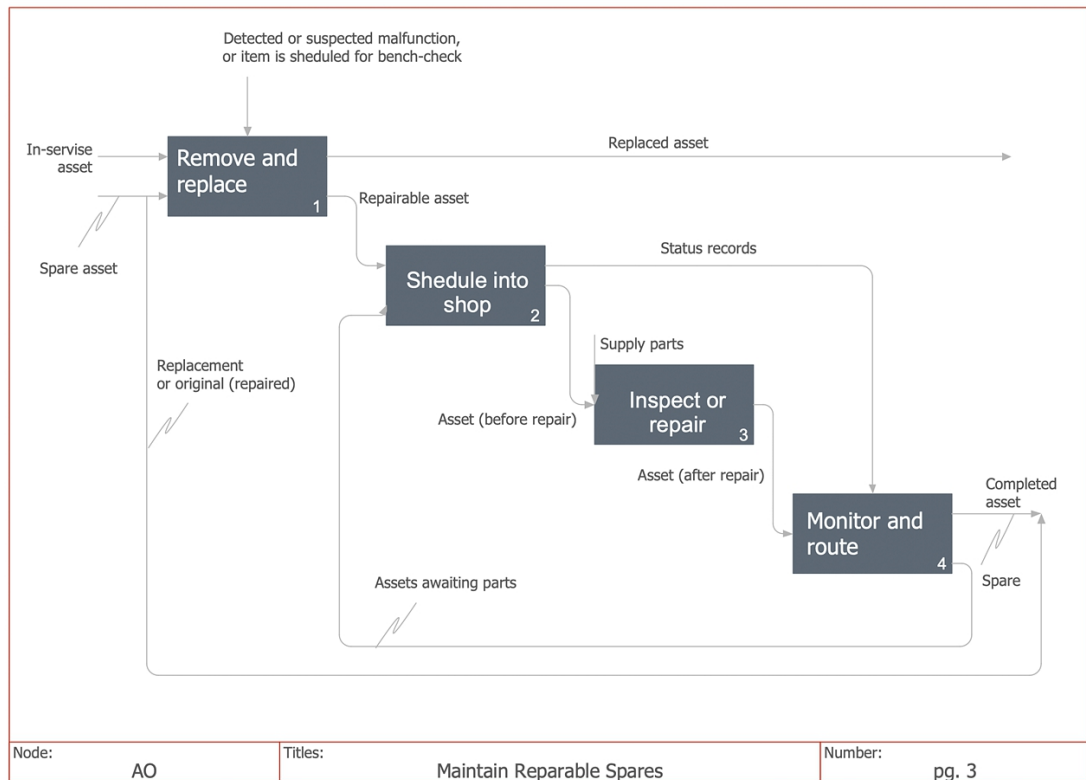 Detected or suspected malfunction,
or item is sheduled for bench-check
In-servise
asset
Remove and
replace
1
Replaced asset
Repairable asset
Spare asset
Shedule into
shop
2
Status records
Supply parts
Replacement
or original (repaired)
Inspect or
repair
3
Asset (before repair)
Asset (after repair)
Completed
asset
Monitor and
route
4
Assets awaiting parts
Spare
Node:
AO
Titles:
Maintain Reparable Spares
Number:
pg. 3